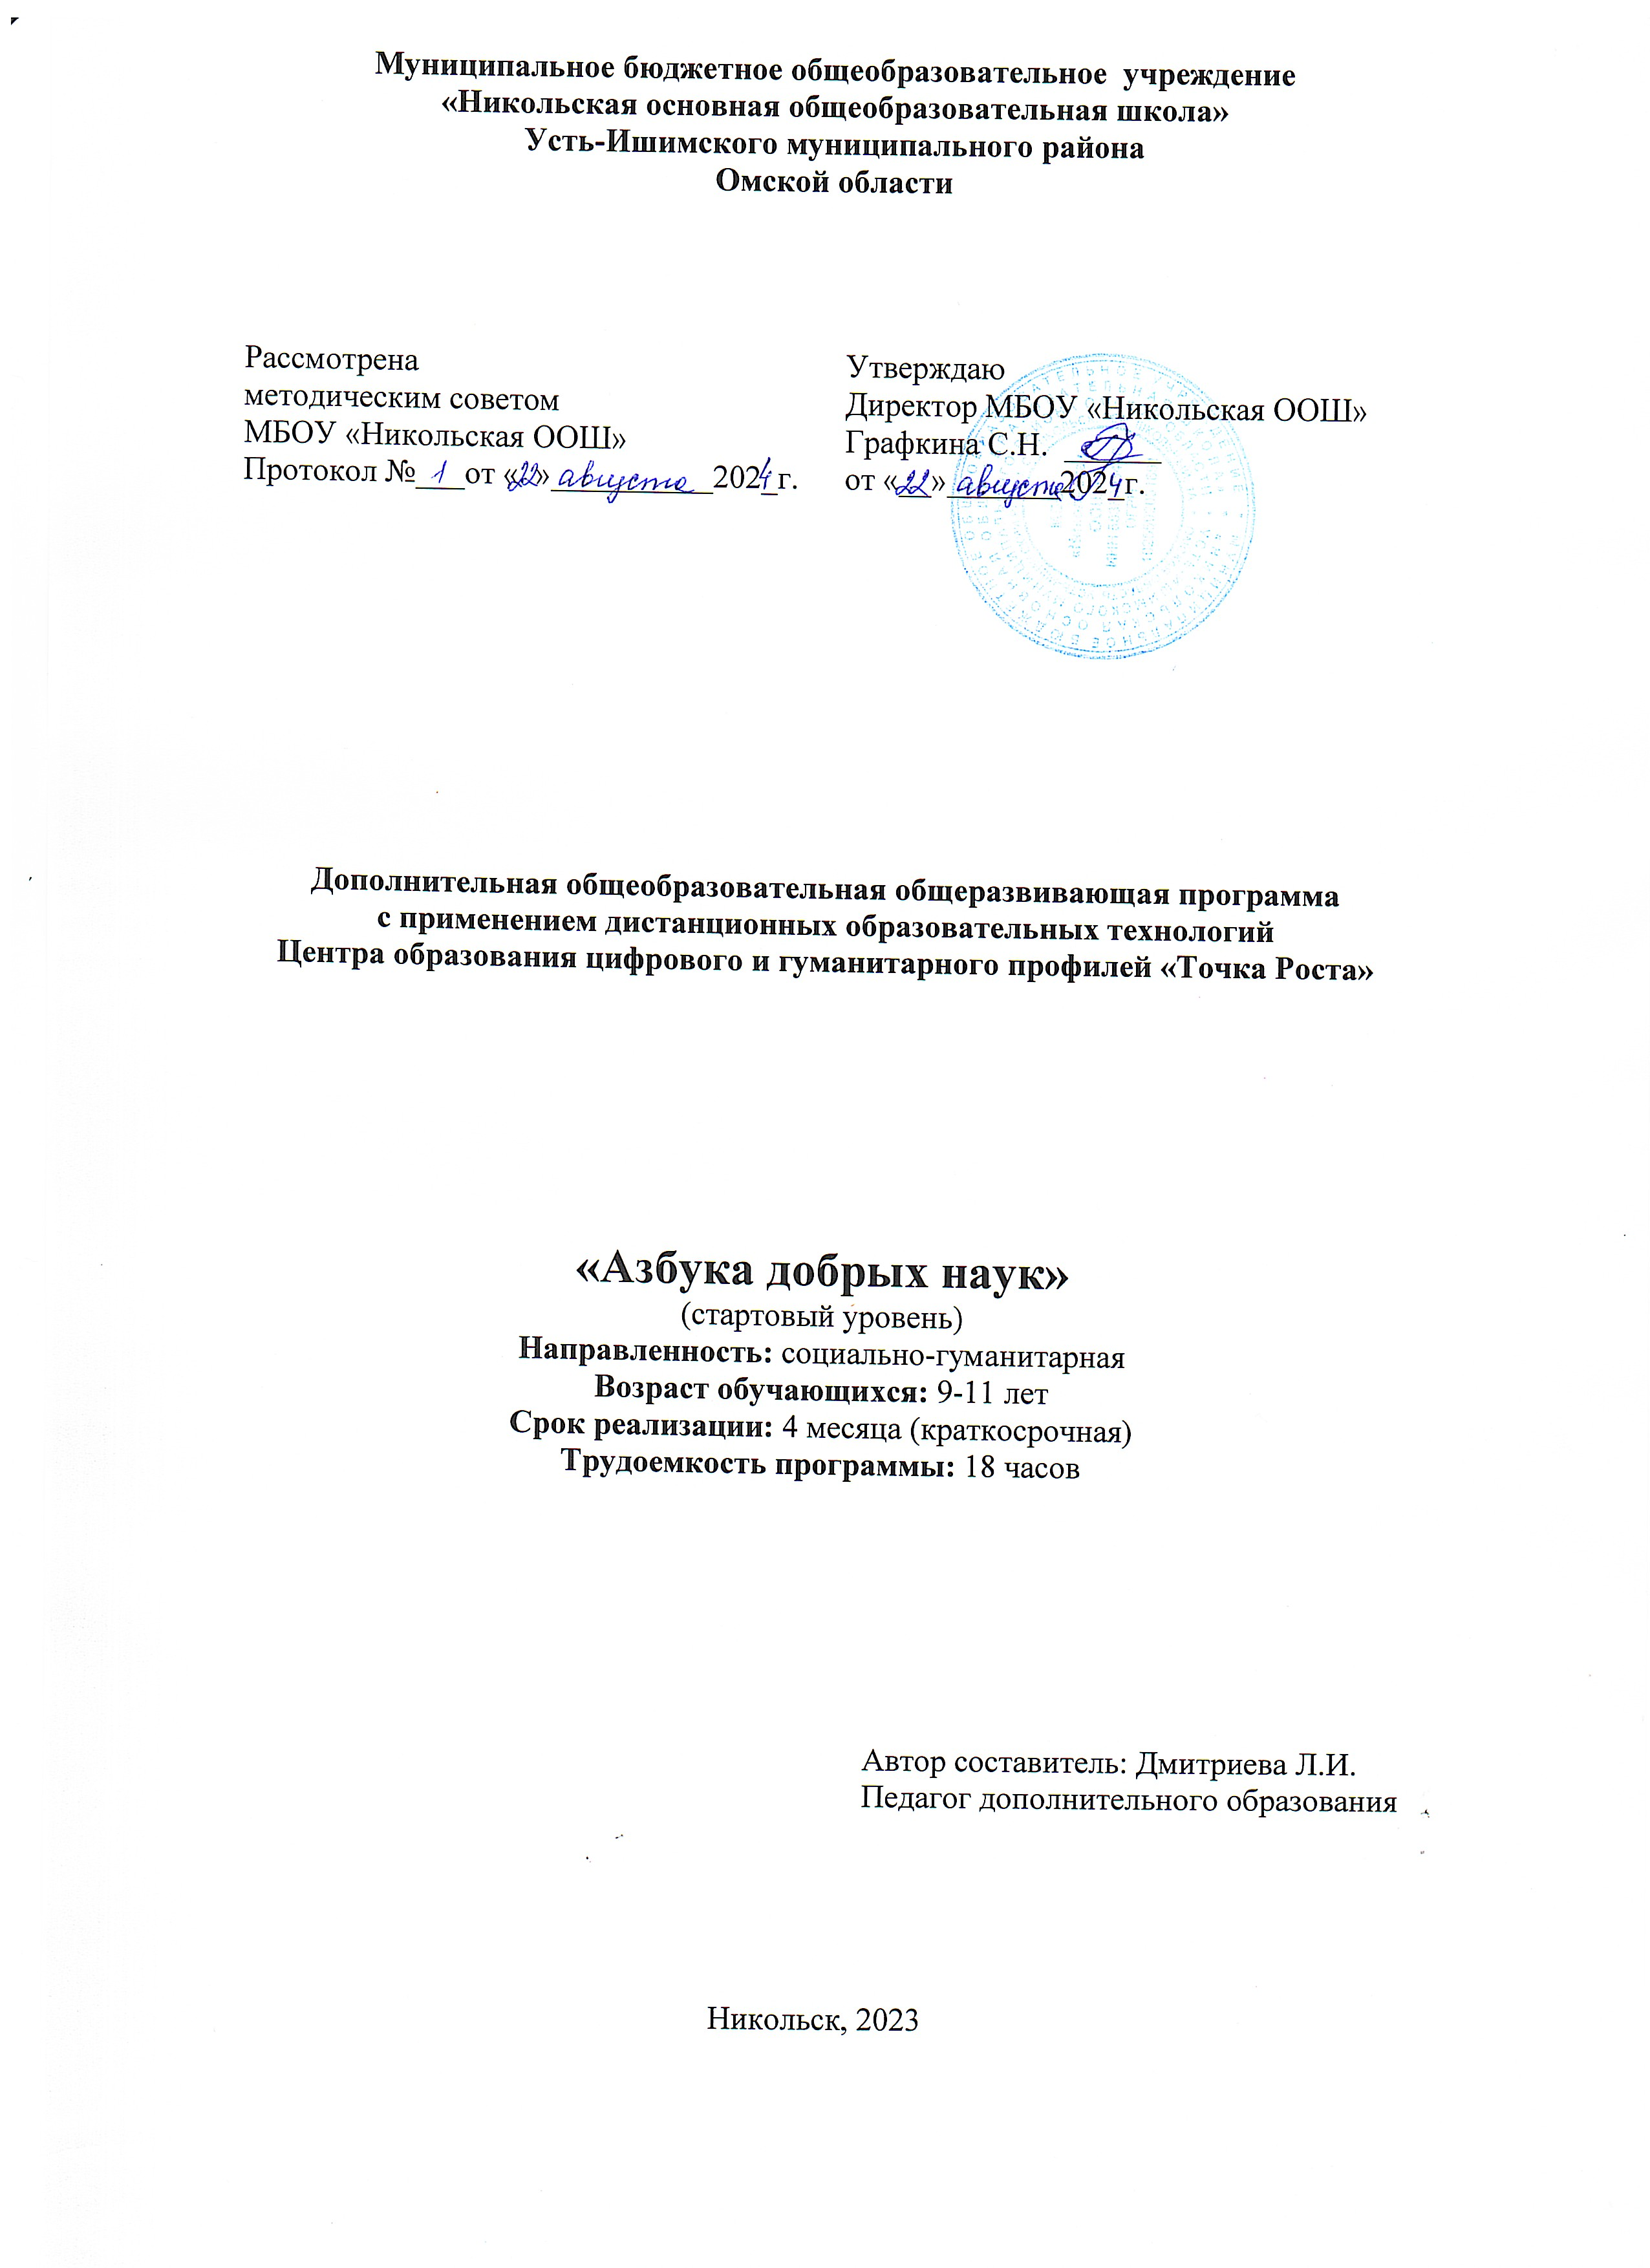 Муниципальное бюджетное общеобразовательное учреждение
«Никольская основная общеобразовательная школа»
Усть-Ишимского муниципального района
Омской области
Рассмотрена
методическим советом
МБОУ «Никольская ООШ»
Протокол № 1 от «22» августа 2024 г.
Утверждаю
Директор МБОУ «Никольская ООШ»
Графкина С.Н.
от «22» августа 2024 г.
Дополнительная общеобразовательная общеразвивающая программа
с применением дистанционных образовательных технологий
Центра образования цифрового и гуманитарного профилей «Точка Роста»
«Азбука добрых наук»
(стартовый уровень)
Направленность: социально-гуманитарная
Возраст обучающихся: 9-11 лет
Срок реализации: 4 месяца (краткосрочная)
Трудоемкость программы: 18 часов
Автор составитель: Дмитриева Л.И.
Педагог дополнительного образования
Никольск, 2023